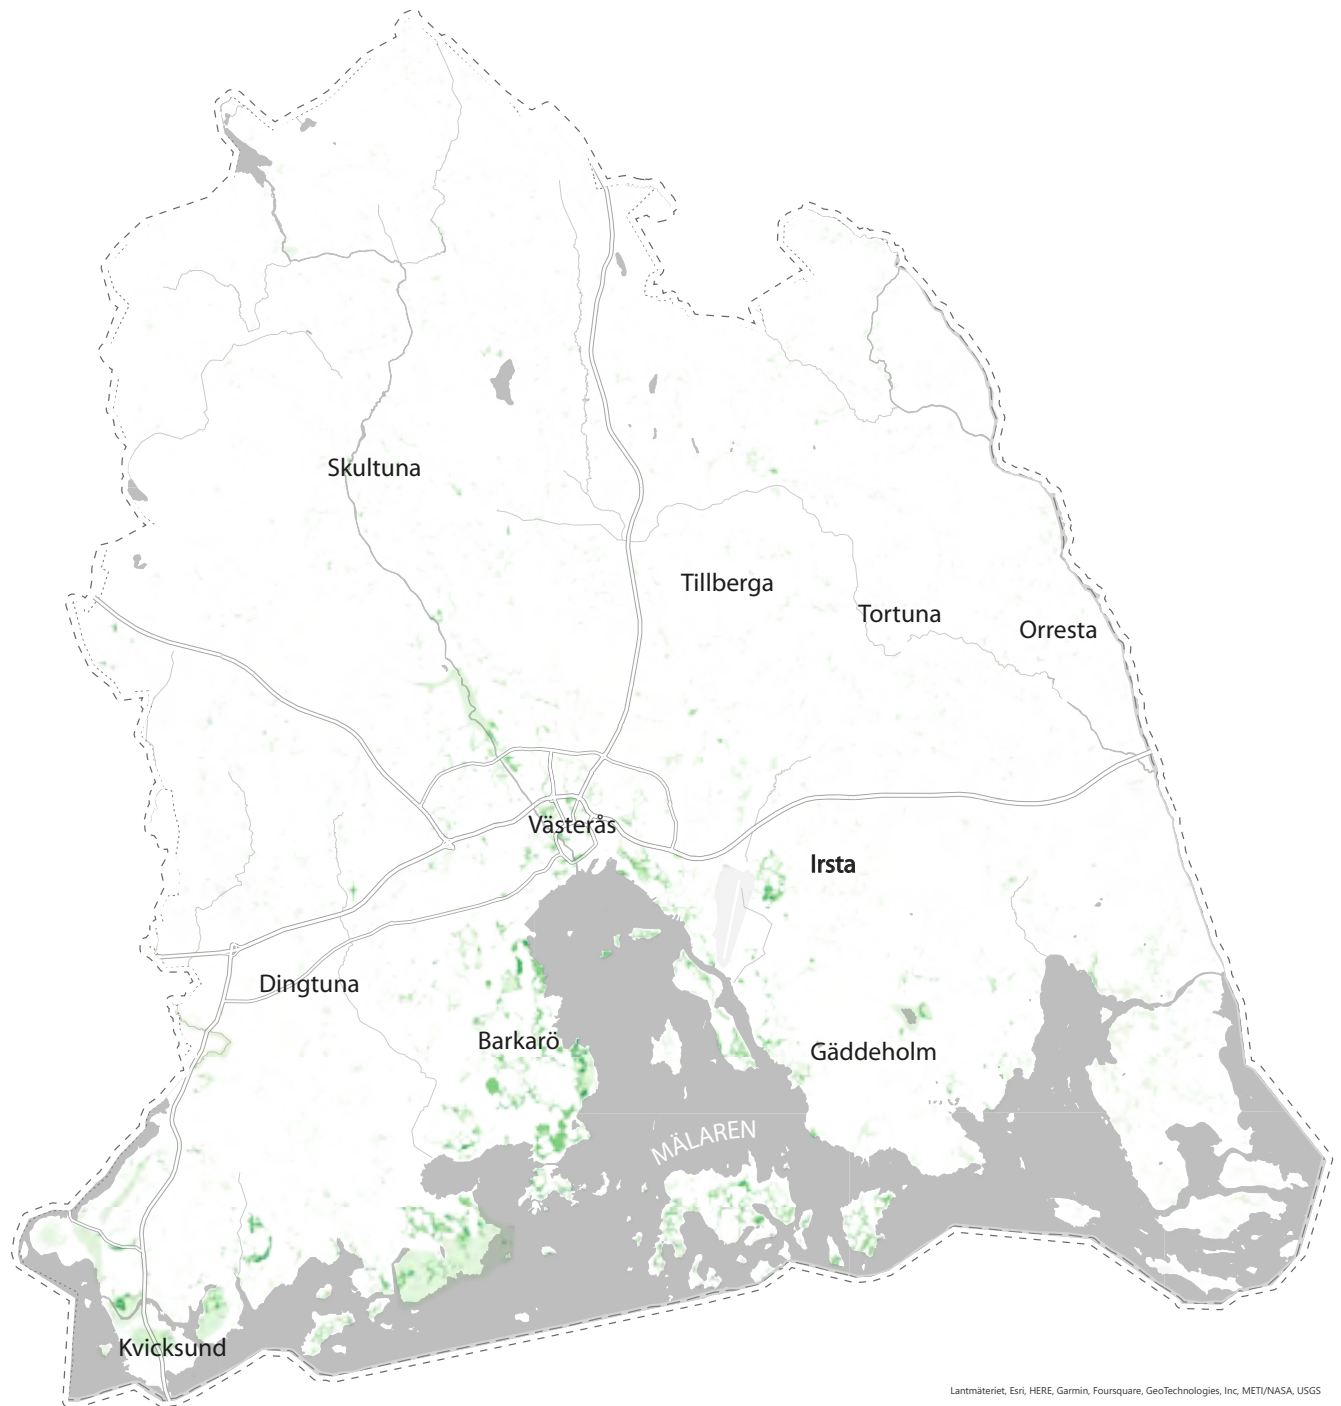 Skultuna
Tillberga
Tortuna
Orresta
Västerås
Irsta
Dingtuna
Barkarö
Gäddeholm
MÄLAREN
Kvicksund
Lantmäteriet, Esri, HERE, Garmin, Foursquare, GeoTechnologies, Inc, METI/NASA, USGS